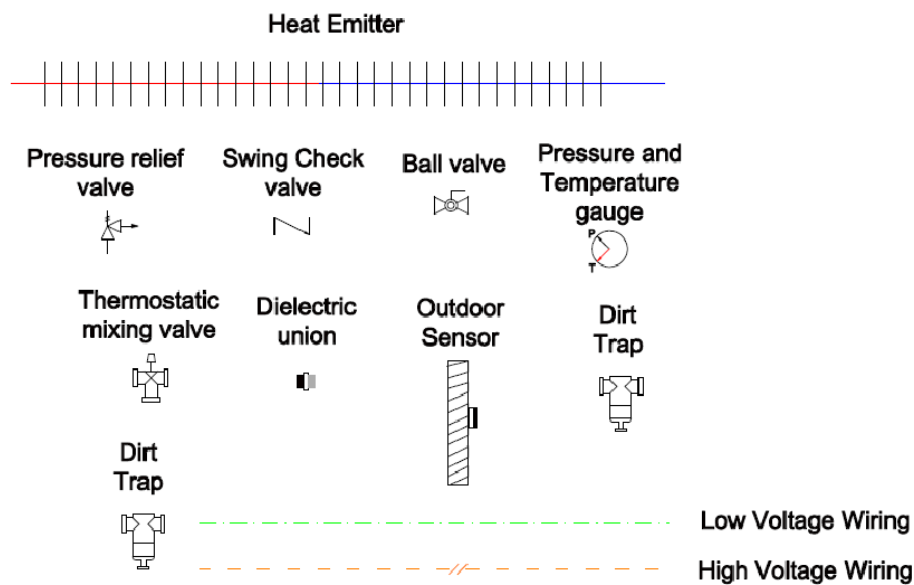 Heat Emitter
Pressure relief
valve
Swing Check
valve
Ball valve
Pressure and
Temperature
gauge
P
T
Thermostatic
mixing valve
Dielectric
union
Outdoor
Sensor
Dirt
Trap
Dirt
Trap
Low Voltage Wiring
High Voltage Wiring